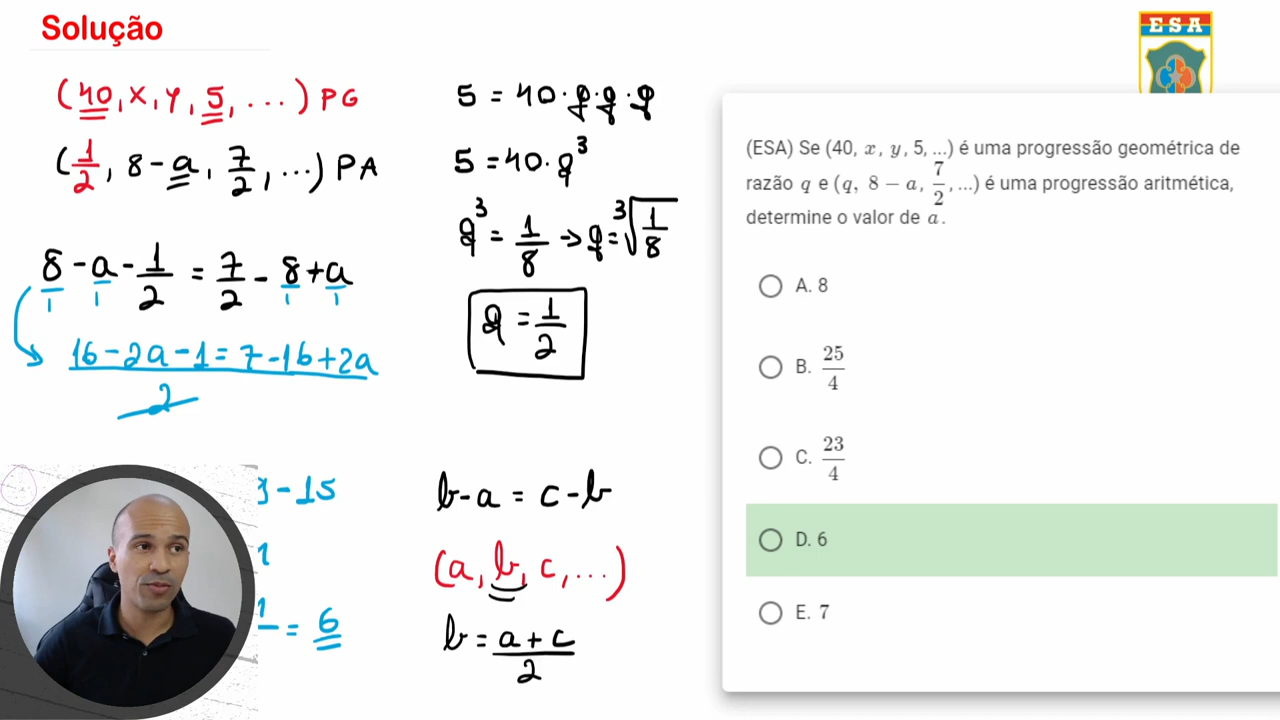 Solução
(40, x, y, 5, ...) PG
(1/2, 8 - a, 7/2, ...) PA
8 - a - 1/2 = 7/2 - 8 + a
1 1 1 1
16 - 2a - 1 = 7 - 16 + 2a
2
- 15
1
= 6
5 = 40 · q · q · q
5 = 40 · q³
q³ = 1/8 → q = ³√1/8
q = 1/2
b - a = c - b
(a, b, c, ...)
b = a + c / 2
ESA
(ESA) Se (40, x, y, 5, ...) é uma progressão geométrica de
razão q e (q, 8 − a, 7/2, ...) é uma progressão aritmética,
determine o valor de a.
A. 8
B. 25/4
C. 23/4
D. 6
E. 7